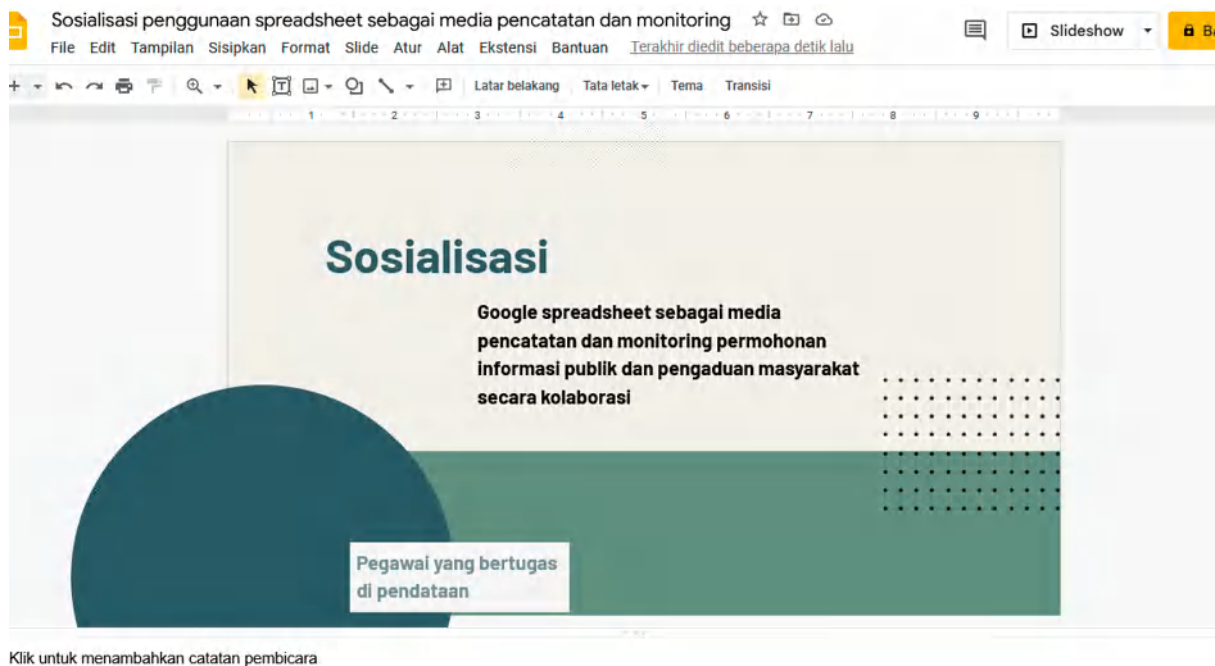 Sosialisasi penggunaan spreadsheet sebagai media pencatatan dan monitoring
File Edit Tampilan Sisipkan Format Slide Atur Alat Ekstensi Bantuan Terakhir diedit beberapa detik lalu
Slideshow
Latar belakang Tata letak Tema Transisi
1 2 3 4 5 6 7 8 9
Sosialisasi
Google spreadsheet sebagai media
pencatatan dan monitoring permohonan
informasi publik dan pengaduan masyarakat
secara kolaborasi
Pegawai yang bertugas
di pendataan
Klik untuk menambahkan catatan pembicara